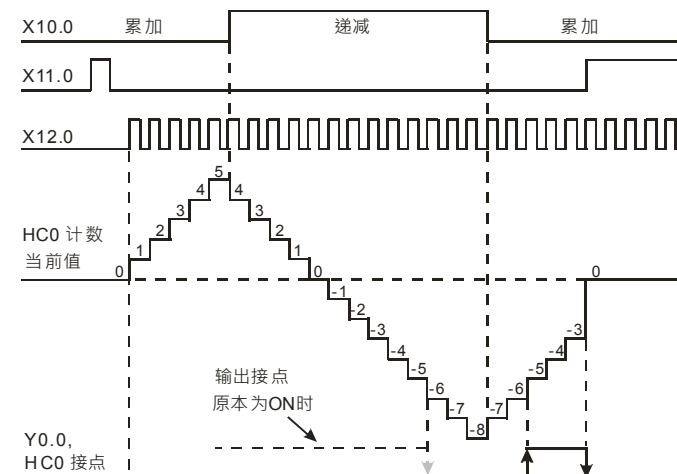 X10.0 累加 递减 累加
X11.0
X12.0
5
4 4
3 3
2 2
HC0 计数
1 1
当前值
0 0 0
-1
-2
-3 -3
-4 -4
-5 -5
输出接点
-6 -6
原本为ON时
-7 -7
-8
Y0.0,
HC0 接点